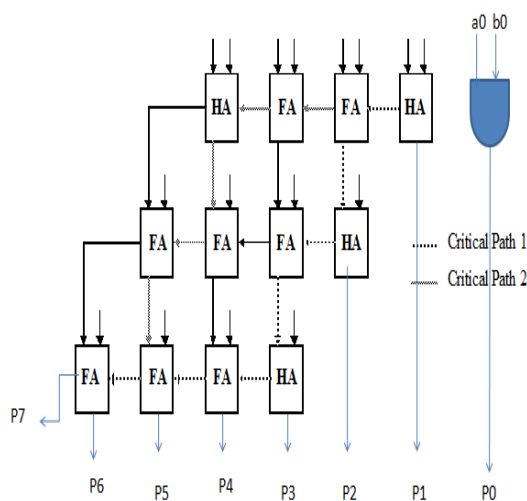 a0 b0
HA FA FA HA
FA FA FA HA
Critical Path 1
Critical Path 2
FA FA FA HA
P7
P6 P5 P4 P3 P2 P1 P0